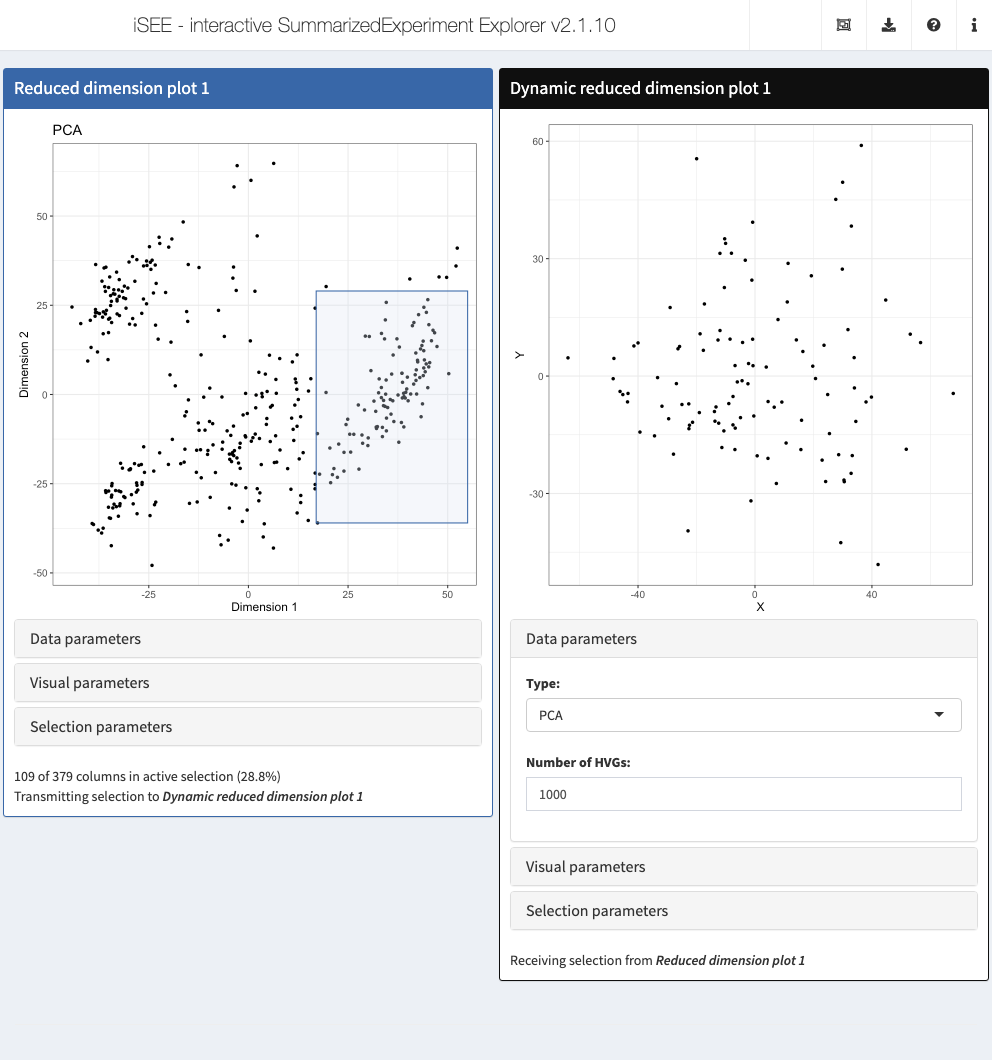 iSEE - interactive SummarizedExperiment Explorer v2.1.10
Reduced dimension plot 1
PCA
50
25
0
-25
-50
Dimension 2
-25
0
25
50
Dimension 1
Data parameters
Visual parameters
Selection parameters
109 of 379 columns in active selection (28.8%)
Transmitting selection to Dynamic reduced dimension plot 1
Dynamic reduced dimension plot 1
60
30
0
-30
Y
-40
0
40
X
Data parameters
Type:
PCA
Number of HVGs:
1000
Visual parameters
Selection parameters
Receiving selection from Reduced dimension plot 1